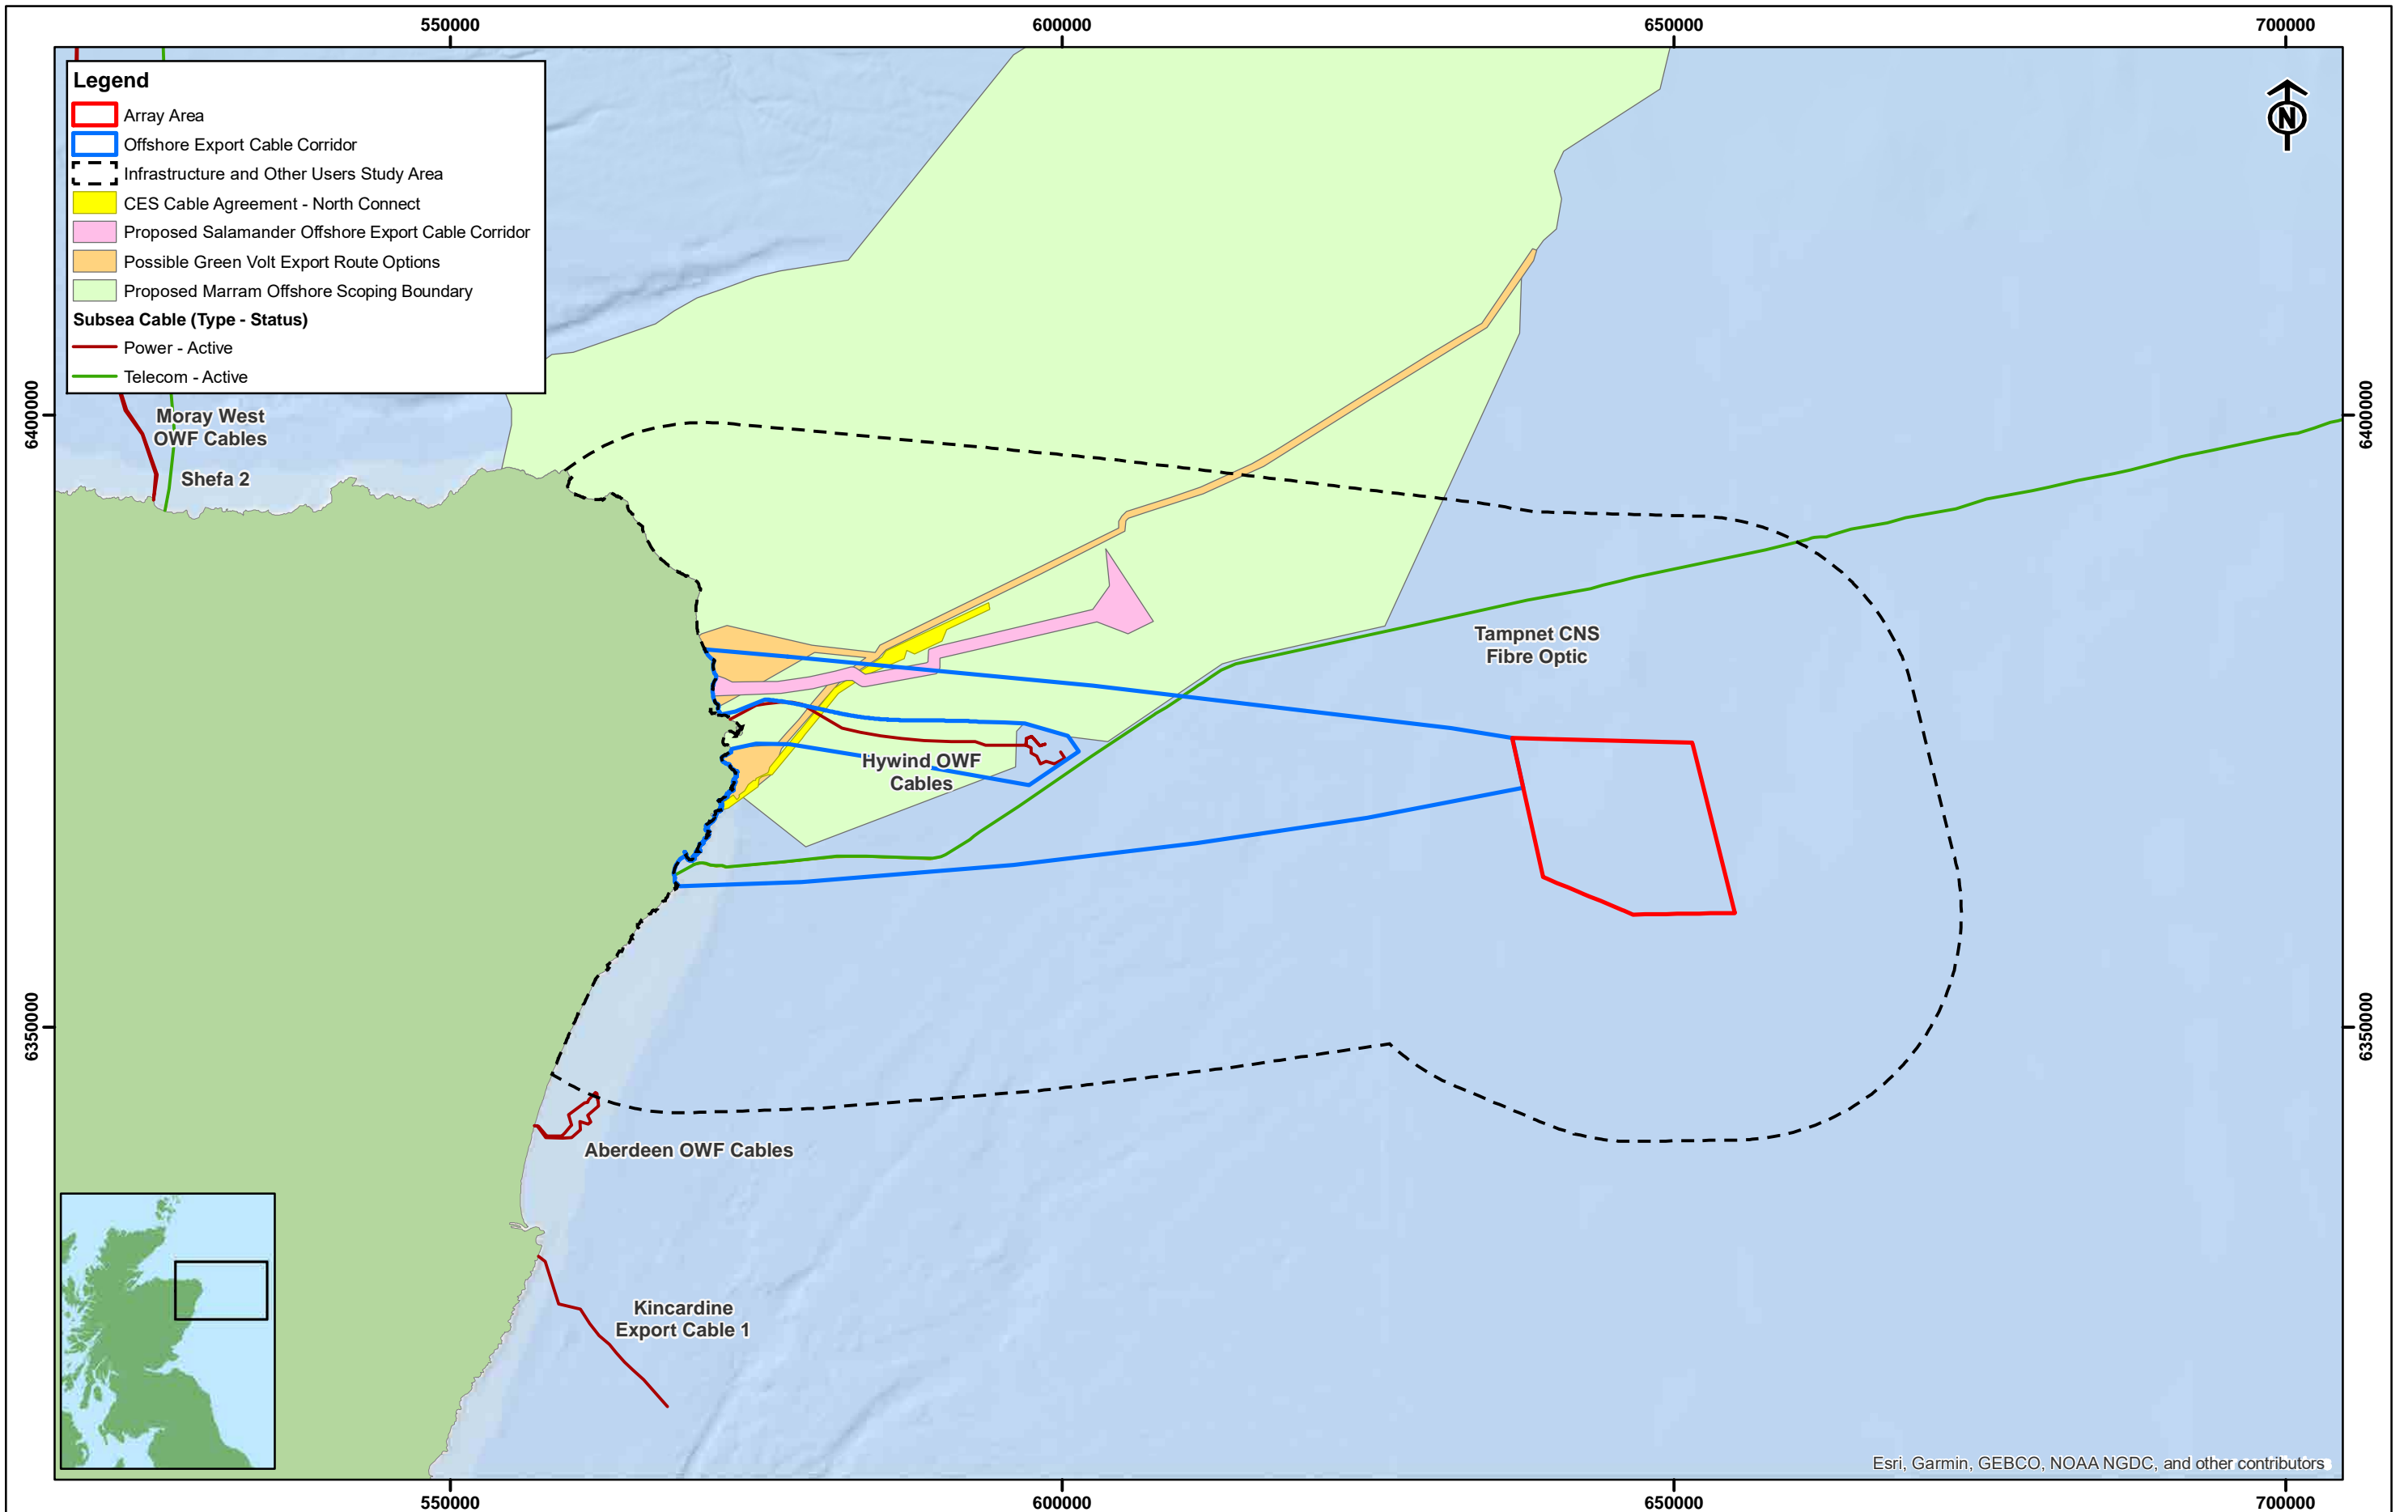 550000
600000
650000
700000
Legend
Array Area
Offshore Export Cable Corridor
Infrastructure and Other Users Study Area
CES Cable Agreement - North Connect
Proposed Salamander Offshore Export Cable Corridor
Possible Green Volt Export Route Options
Proposed Marram Offshore Scoping Boundary
Subsea Cable (Type - Status)
Power - Active
Telecom - Active
N
6400000
6400000
Moray West
OWF Cables
Shefa 2
Tampnet CNS
Fibre Optic
Hywind OWF
Cables
6350000
6350000
Aberdeen OWF Cables
Kincardine
Export Cable 1
Esri, Garmin, GEBCO, NOAA NGDC, and other contributors
550000
600000
650000
700000